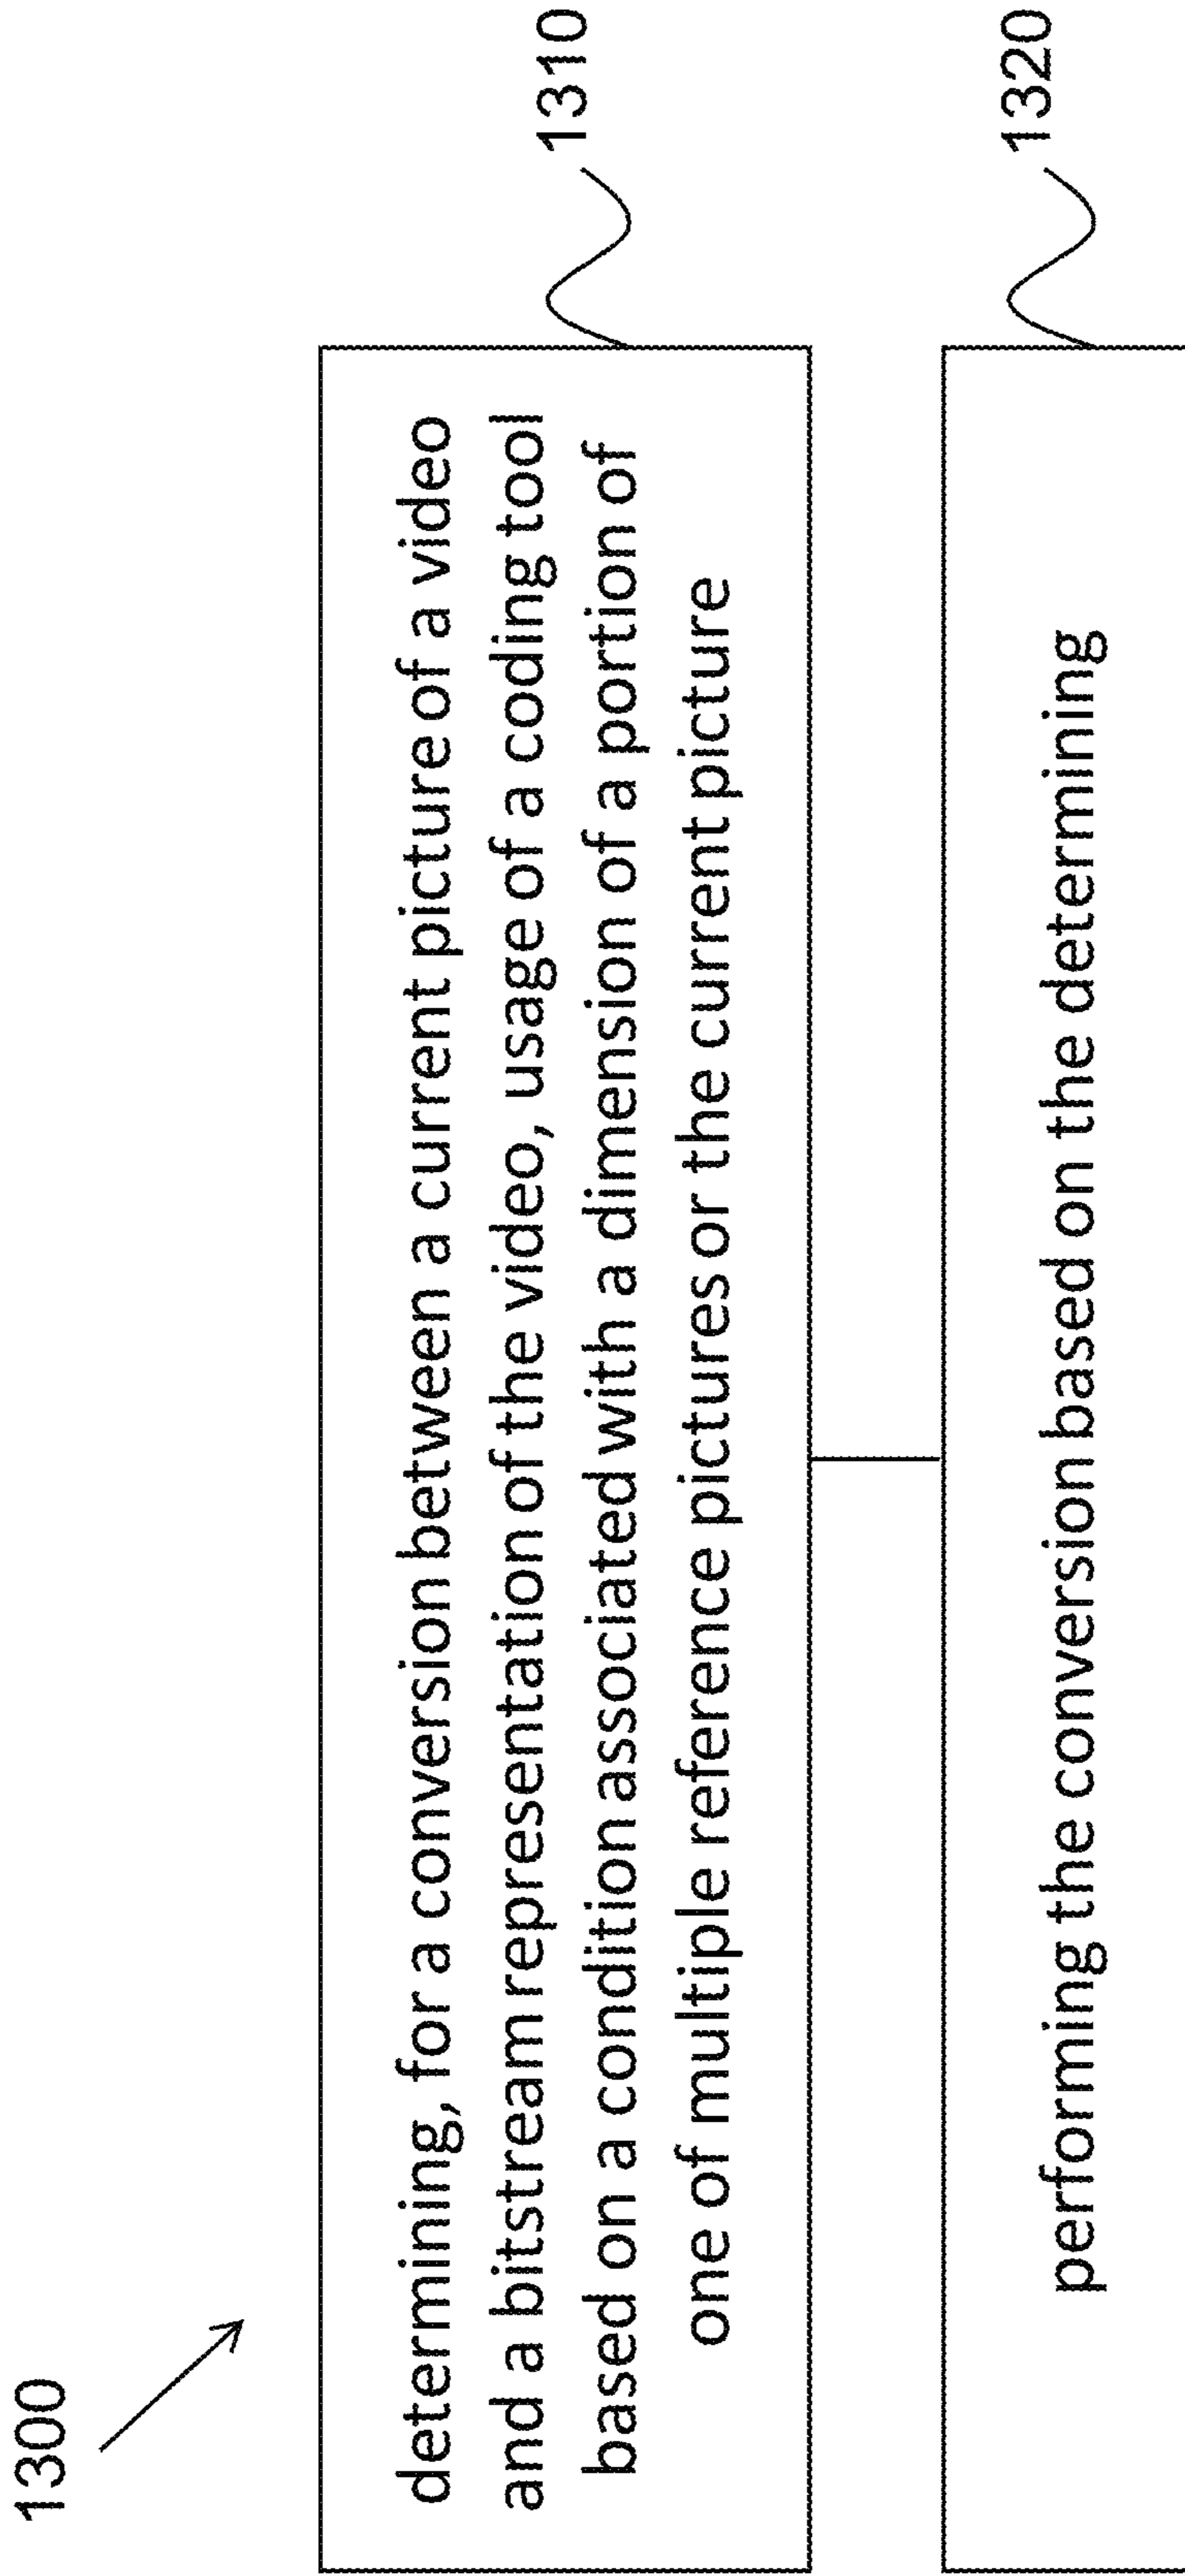 1300
determining, for a conversion between a current picture of a video
and a bitstream representation of the video, usage of a coding tool
based on a condition associated with a dimension of a portion of
one of multiple reference pictures or the current picture
1310
performing the conversion based on the determining
1320